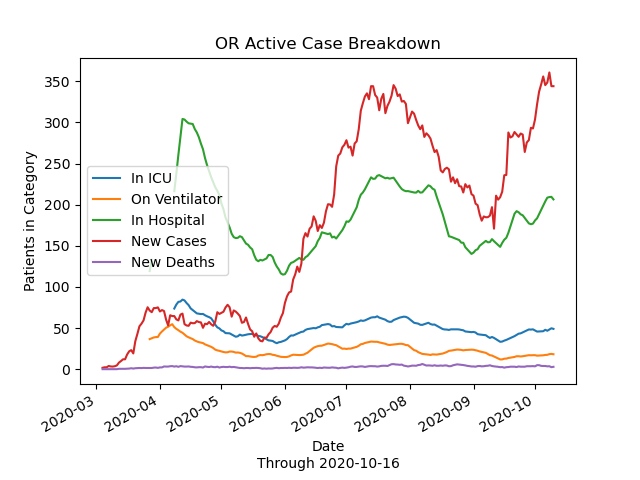 OR Active Case Breakdown
Patients in Category
350
300
250
200
150
100
50
0
In ICU
On Ventilator
In Hospital
New Cases
New Deaths
2020-03
2020-04
2020-05
2020-06
2020-07
2020-08
2020-09
2020-10
Date
Through 2020-10-16